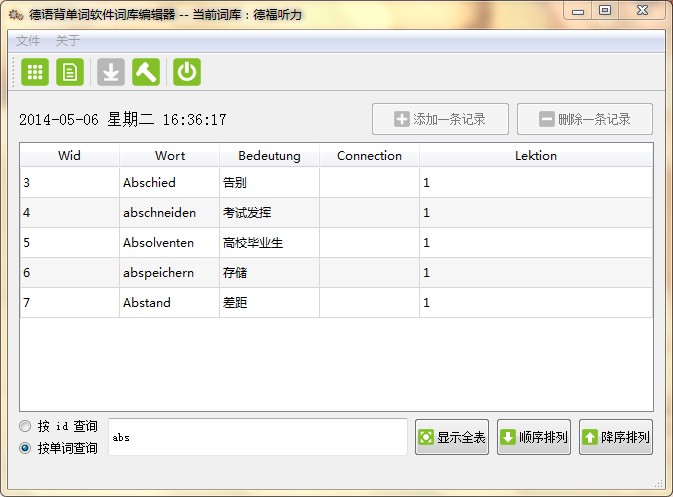 德语背单词软件词库编辑器 -- 当前词库：德福听力
文件 关于
2014-05-06 星期二 16:36:17 添加一条记录 删除一条记录
Wid Wort Bedeutung Connection Lektion
3 Abschied 告别 1
4 abschneiden 考试发挥 1
5 Absolventen 高校毕业生 1
6 abspeichern 存储 1
7 Abstand 差距 1
按 id 查询
按单词查询 abs 显示全表 顺序排列 降序排列